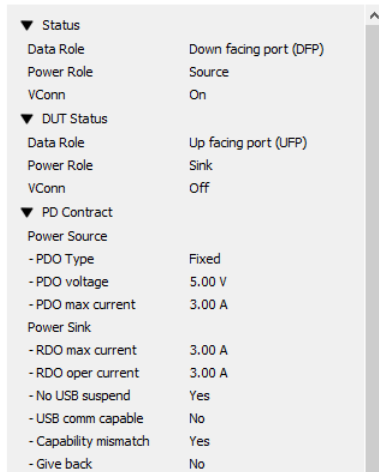 ▼ Status
Data Role Down facing port (DFP)
Power Role Source
VConn On
▼ DUT Status
Data Role Up facing port (UFP)
Power Role Sink
VConn Off
▼ PD Contract
Power Source
- PDO Type Fixed
- PDO voltage 5.00 V
- PDO max current 3.00 A
Power Sink
- RDO max current 3.00 A
- RDO oper current 3.00 A
- No USB suspend Yes
- USB comm capable No
- Capability mismatch Yes
- Give back No